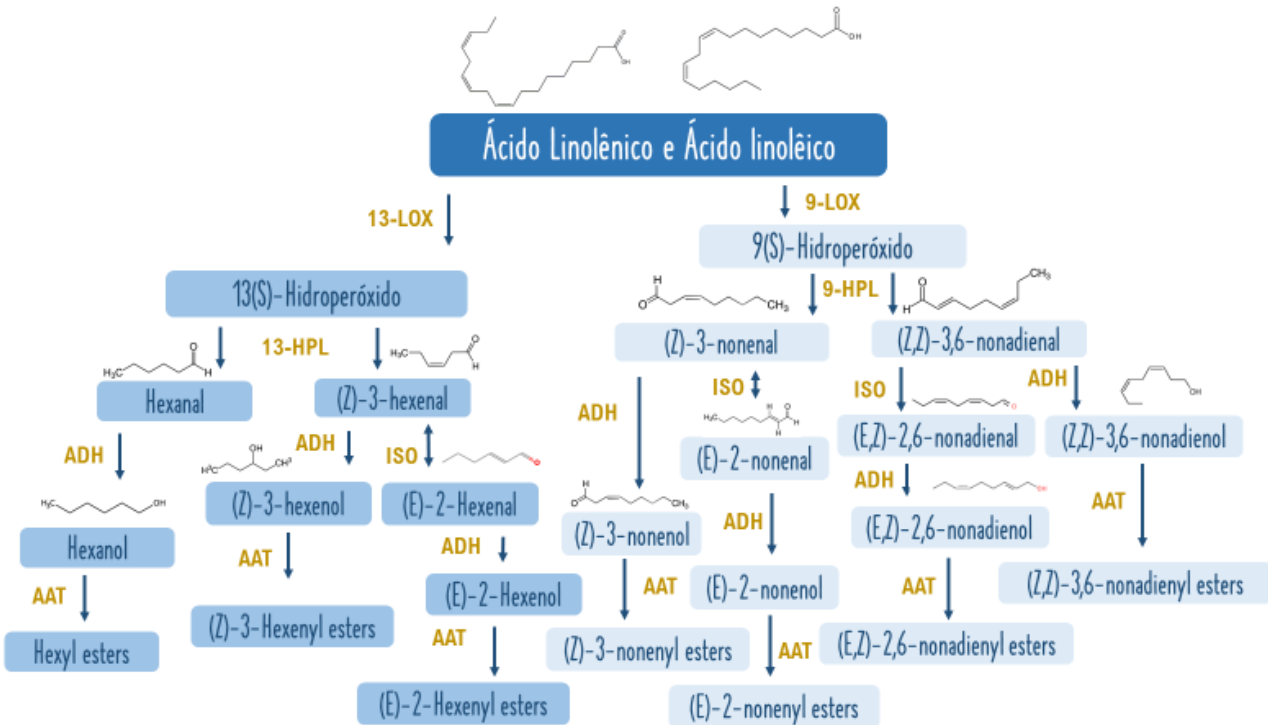 Ácido Linolênico e Ácido linolêico
13-LOX
9-LOX
9(S)-Hidroperóxido
13(S)-Hidroperóxido
9-HPL
13-HPL
(Z)-3-nonenal
(Z,Z)-3,6-nonadienal
Hexanal
(Z)-3-hexenal
ISO
ISO
ADH
ADH
ADH
ADH
ISO
(E)-2-nonenal
(E,Z)-2,6-nonadienal
(Z,Z)-3,6-nonadienol
ADH
(Z)-3-hexenol
(E)-2-Hexenal
ADH
AAT
Hexanol
(Z)-3-nonenol
ADH
(E,Z)-2,6-nonadienol
AAT
ADH
AAT
(E)-2-Hexenol
AAT
(E)-2-nonenol
AAT
(Z,Z)-3,6-nonadienyl esters
Hexyl esters
(Z)-3-Hexenyl esters
AAT
(Z)-3-nonenyl esters
AAT
(E,Z)-2,6-nonadienyl esters
(E)-2-Hexenyl esters
(E)-2-nonenyl esters